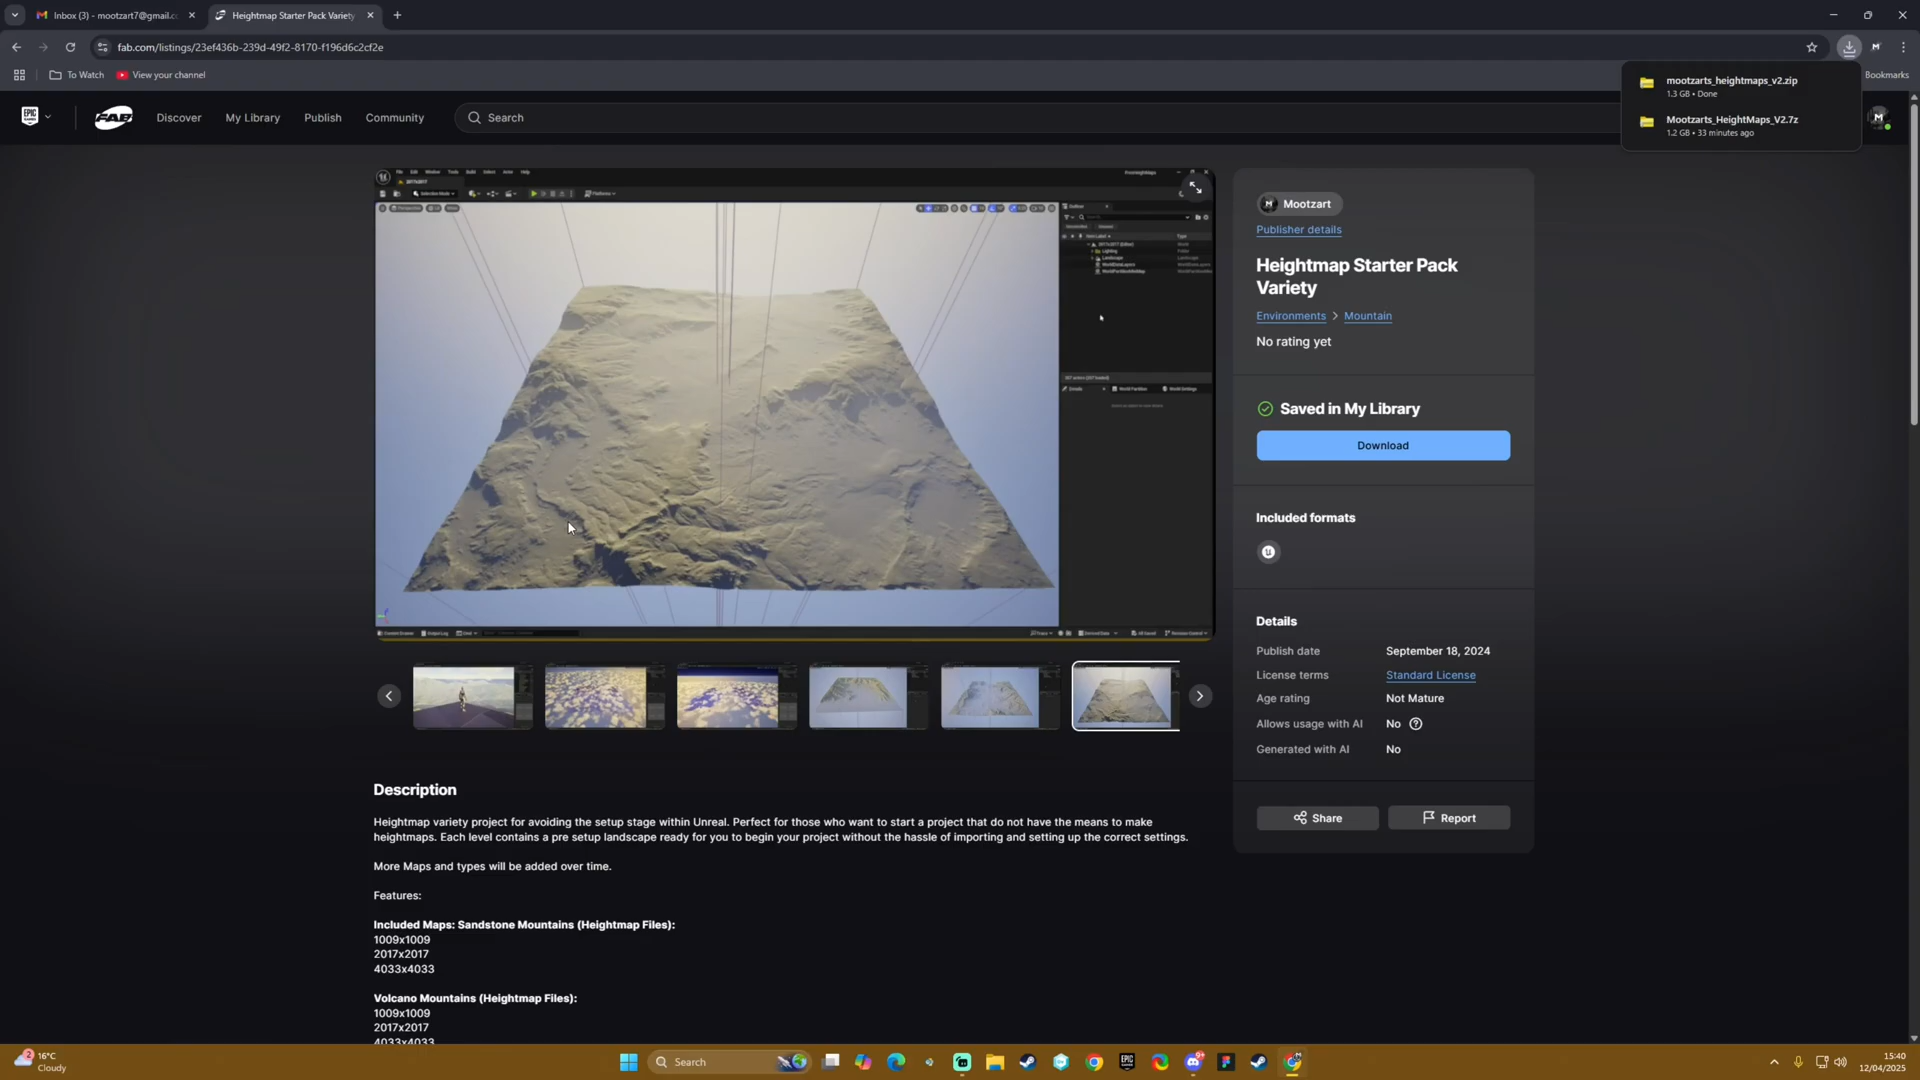 Inbox (3) - mootzart7@gmail.c
Heightmap Starter Pack Variety
fab.com/listings/23ef436b-239d-49f2-8170-f196d6c2cf2e
To Watch
View your channel
Bookmarks
mootzarts_heightmaps_v2.zip
1.3 GB • Done
Mootzarts_HeightMaps_V2.7z
1.2 GB • 33 minutes ago
EPIC GAMES
FAB
Discover
My Library
Publish
Community
Search
Mootzart
Publisher details
Heightmap Starter Pack
Variety
Environments > Mountain
No rating yet
Saved in My Library
Download
Included formats
Details
Publish date September 18, 2024
License terms Standard License
Age rating Not Mature
Allows usage with AI No
Generated with AI No
Share
Report
Description
Heightmap variety project for avoiding the setup stage within Unreal. Perfect for those who want to start a project that do not have the means to make
heightmaps. Each level contains a pre setup landscape ready for you to begin your project without the hassle of importing and setting up the correct settings.
More Maps and types will be added over time.
Features:
Included Maps: Sandstone Mountains (Heightmap Files):
1009x1009
2017x2017
4033x4033
Volcano Mountains (Heightmap Files):
1009x1009
2017x2017
4033x4033
2
16°C
Cloudy
Search
EPIC
15:40
12/04/2025